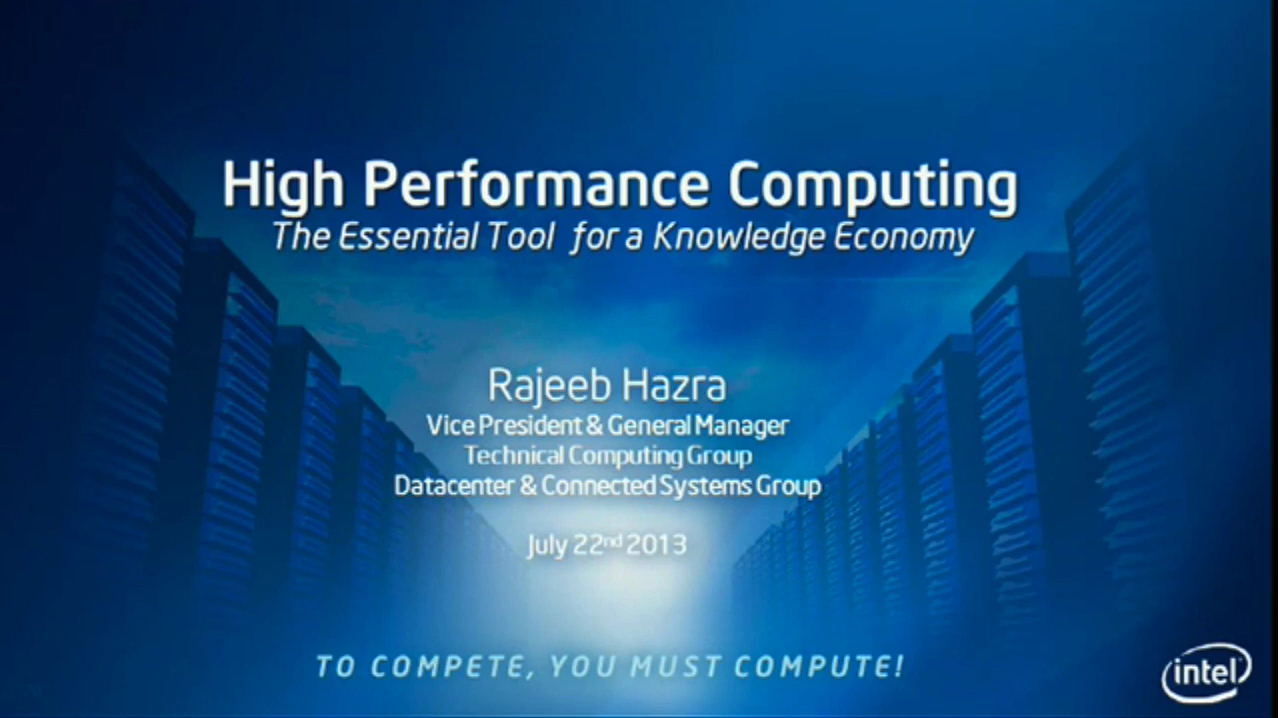 High Performance Computing
The Essential Tool for a Knowledge Economy
Rajeeb Hazra
Vice President & General Manager
Technical Computing Group
Datacenter & Connected Systems Group
July 22nd 2013
TO COMPETE, YOU MUST COMPUTE!
intel